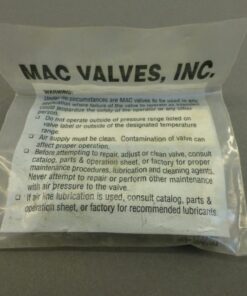 MAC VALVES, INC.
WARNING:
Under no circumstances are MAC valves to be used in any
application where failure of the valve to operate as intended
could jeopardize the safety of the operator or any other
person.
□ Do not operate outside of pressure range listed on
valve label or outside of the designated temperature
range.
□ Air supply must be clean. Contamination of valve can
affect proper operation.
□ Before attempting to repair, adjust or clean valve, consult
catalog, parts & operation sheet, or factory for proper
maintenance procedures, lubrication and cleaning agents.
Never attempt to repair or perform other maintenance
with air pressure to the valve.
□ If air line lubrication is used, consult catalog, parts &
operation sheet, or factory for recommended lubricants.